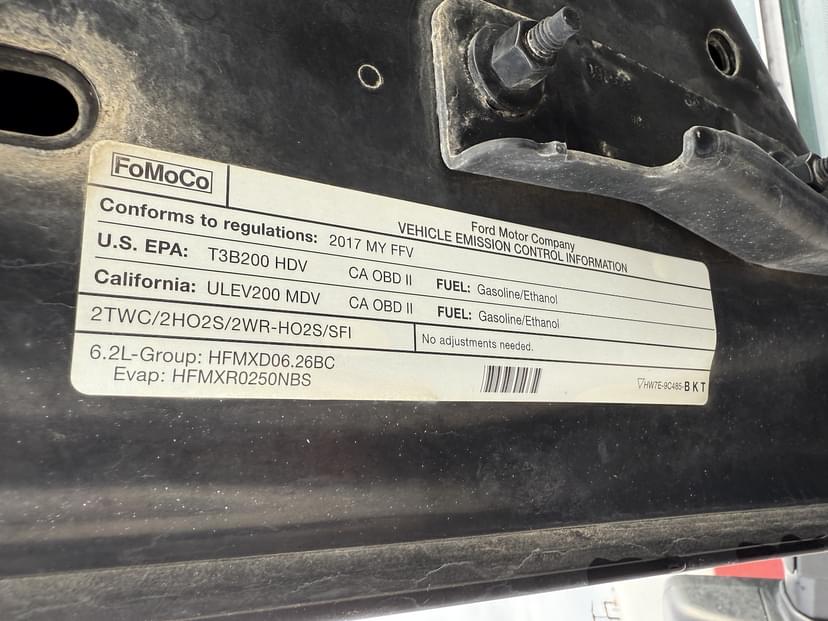 FoMoCo
Ford Motor Company
VEHICLE EMISSION CONTROL INFORMATION
Conforms to regulations: 2017 MY FFV
U.S. EPA: T3B200 HDV CA OBD II FUEL: Gasoline/Ethanol
California: ULEV200 MDV CA OBD II FUEL: Gasoline/Ethanol
2TWC/2HO2S/2WR-HO2S/SFI No adjustments needed.
6.2L-Group: HFMXD06.26BC
Evap: HFMXR0250NBS
HW7E-9C485-BKT